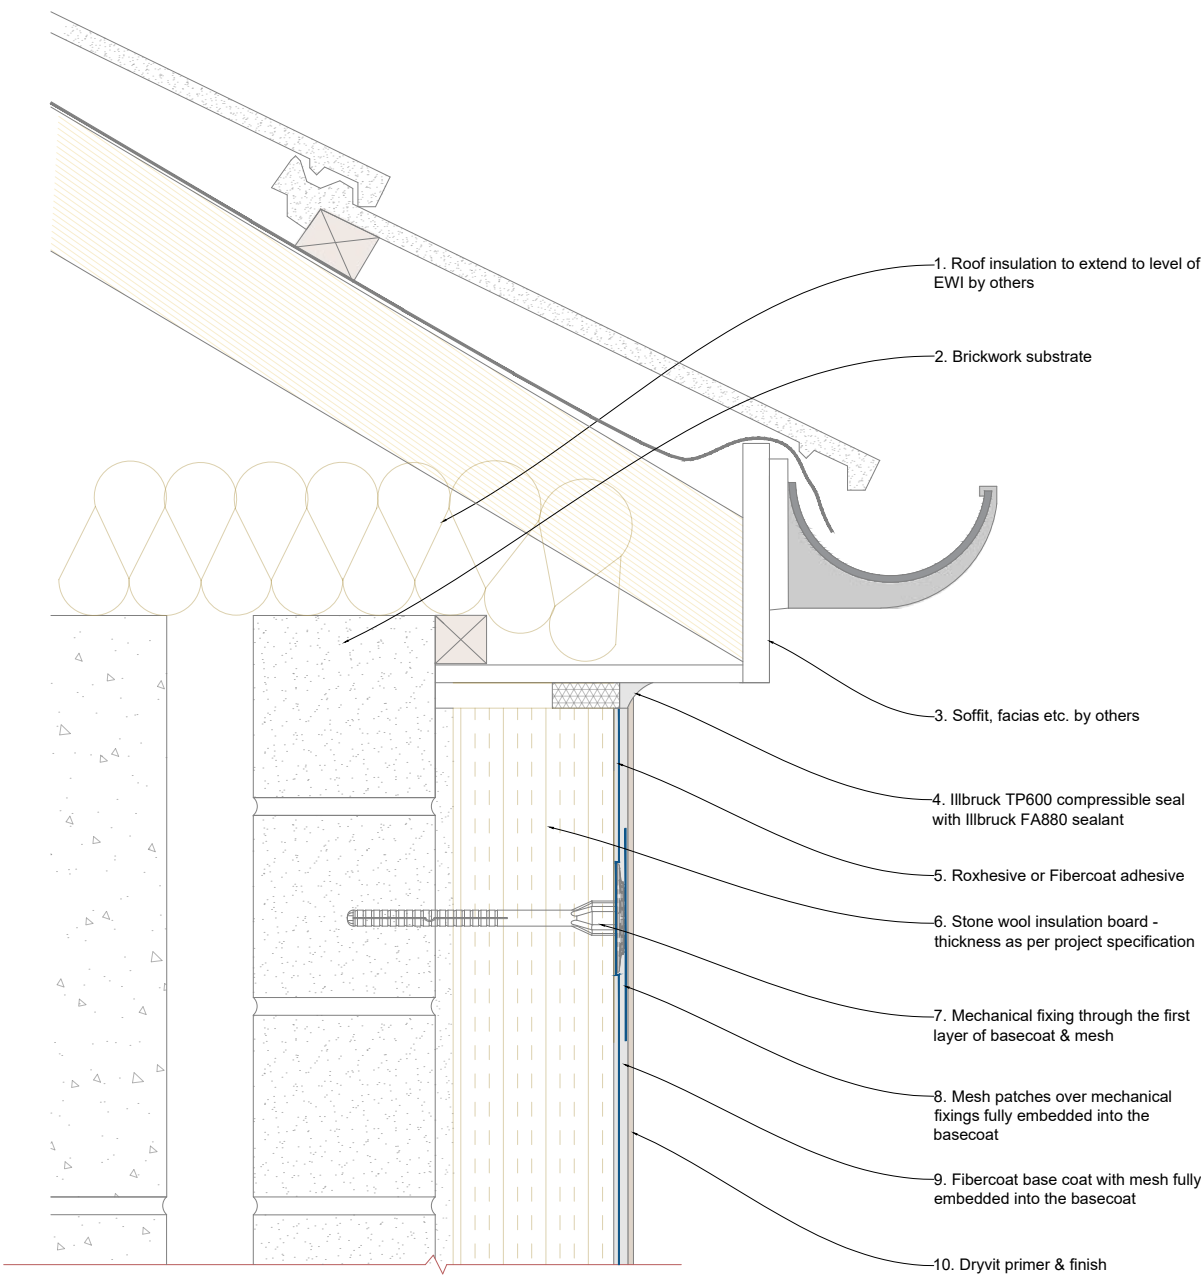 1. Roof insulation to extend to level of
EWI by others
2. Brickwork substrate
3. Soffit, facias etc. by others
4. Illbruck TP600 compressible seal
with Illbruck FA880 sealant
5. Roxhesive or Fibercoat adhesive
6. Stone wool insulation board -
thickness as per project specification
7. Mechanical fixing through the first
layer of basecoat & mesh
8. Mesh patches over mechanical
fixings fully embedded into the
basecoat
9. Fibercoat base coat with mesh fully
embedded into the basecoat
10. Dryvit primer & finish